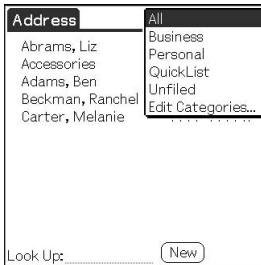 Address
All
Business
Personal
QuickList
Unfiled
Edit Categories...
Abrams, Liz
Accessories
Adams, Ben
Beckman, Ranchel
Carter, Melanie
Look Up:
New